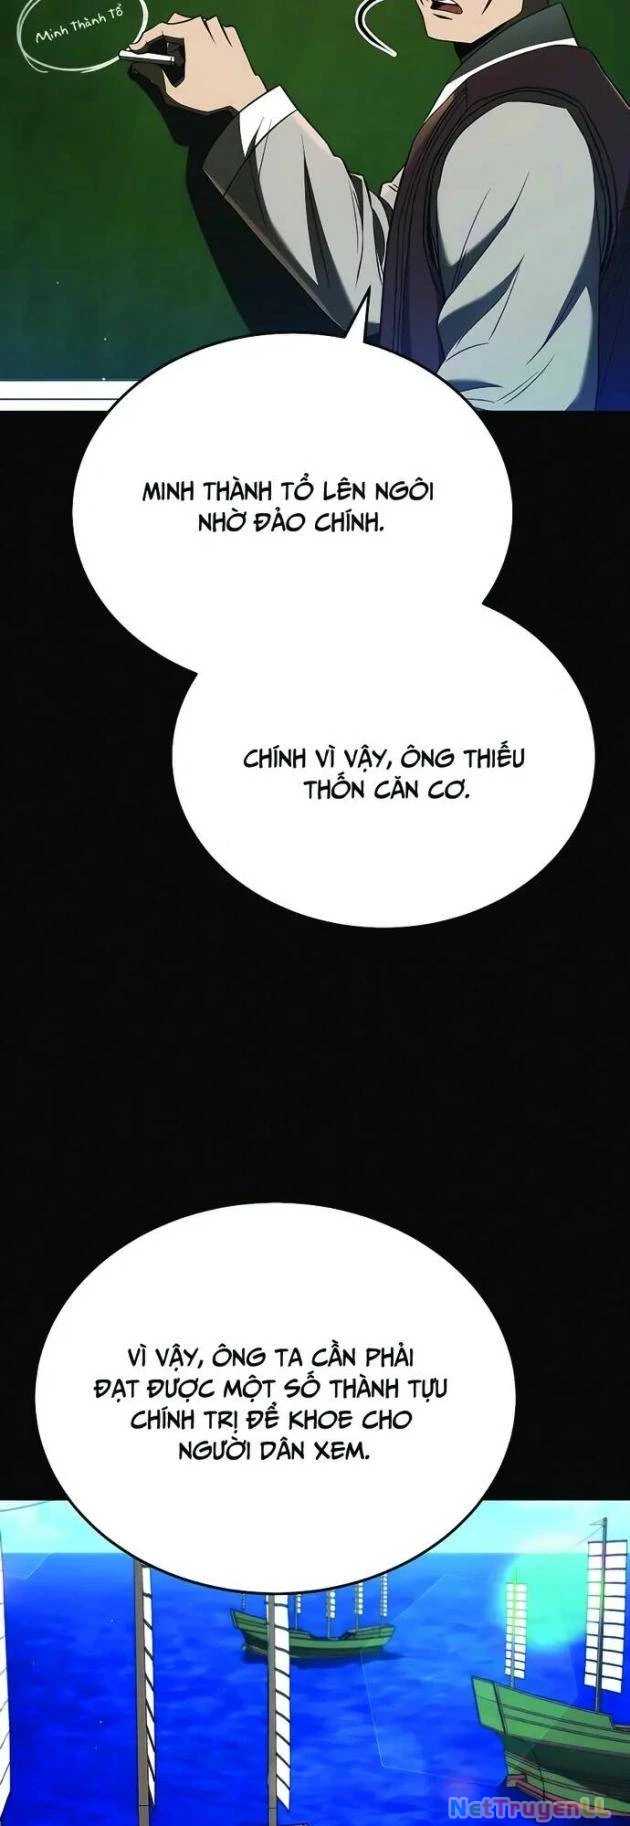 Minh Thành Tổ
MINH THÀNH TỔ LÊN NGÔI
NHỜ ĐẢO CHÍNH.
CHÍNH VÌ VẬY, ÔNG THIẾU
THỐN CĂN CƠ.
VÌ VẬY, ÔNG TA CẦN PHẢI
ĐẠT ĐƯỢC MỘT SỐ THÀNH TỰU
CHÍNH TRỊ ĐỂ KHOE CHO
NGƯỜI DÂN XEM.
NetTruyenLL